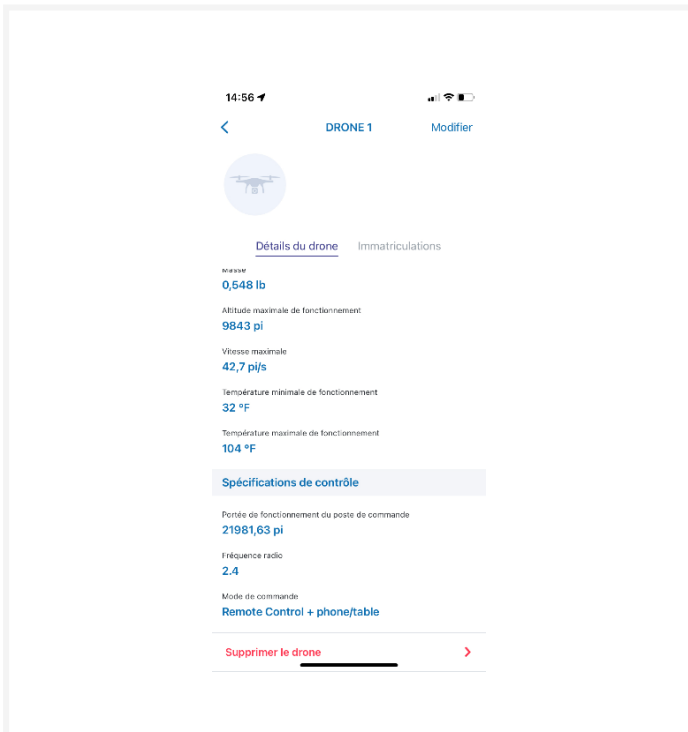 14:56
DRONE 1
Modifier
Détails du drone
Immatriculations
Masse
0,548 lb
Altitude maximale de fonctionnement
9843 pi
Vitesse maximale
42,7 pi/s
Température minimale de fonctionnement
32 °F
Température maximale de fonctionnement
104 °F
Spécifications de contrôle
Portée de fonctionnement du poste de commande
21981,63 pi
Fréquence radio
2.4
Mode de commande
Remote Control + phone/table
Supprimer le drone